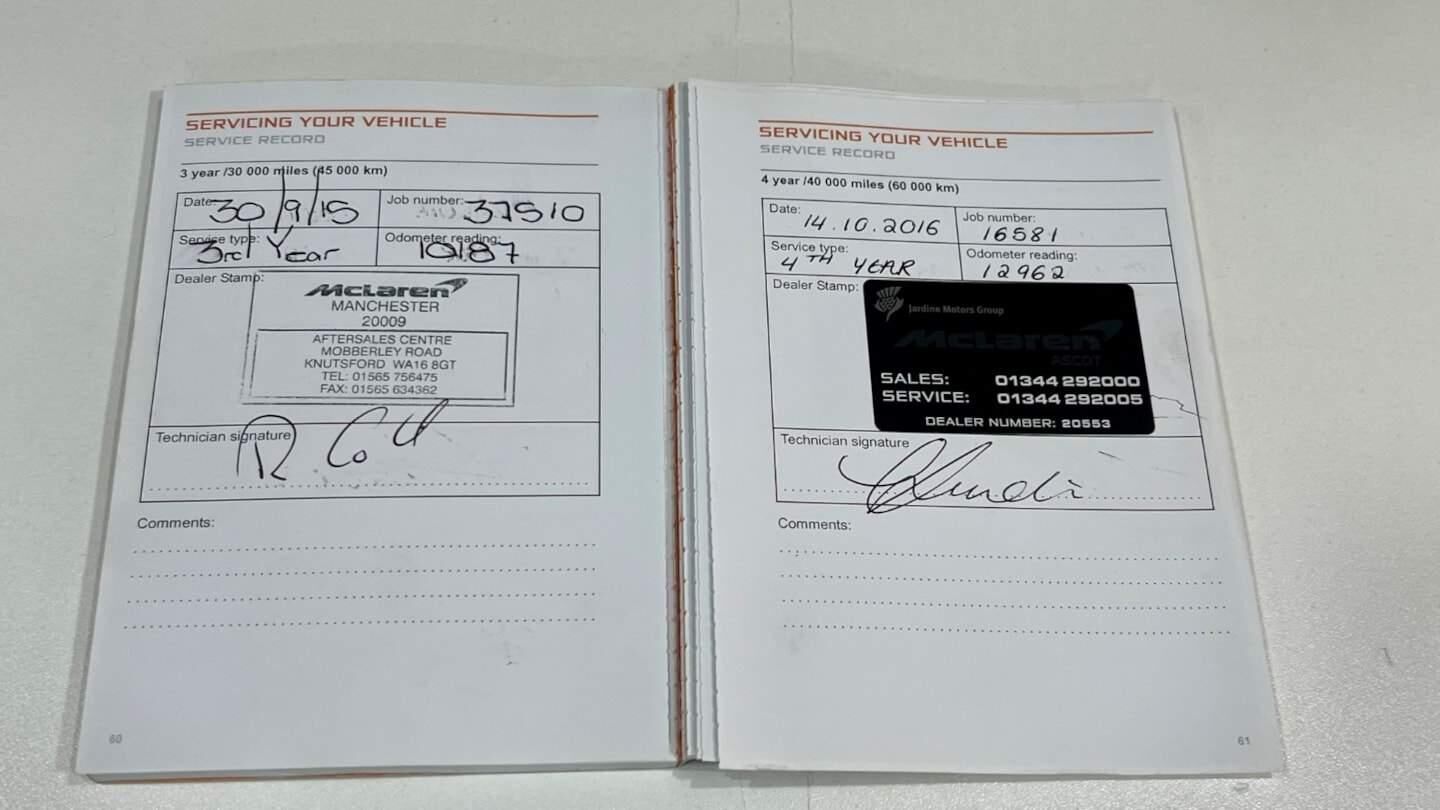 SERVICING YOUR VEHICLE
SERVICE RECORD
3 year /30 000 miles (45 000 km)
Date: 30/9/15 Job number: 37510
Service type: 3rd Year Odometer reading: 10187
Dealer Stamp:
McLaren
MANCHESTER
20009
AFTERSALES CENTRE
MOBBERLEY ROAD
KNUTSFORD WA16 8GT
TEL: 01565 756475
FAX: 01565 634362
Technician signature
Comments:
60
SERVICING YOUR VEHICLE
SERVICE RECORD
4 year /40 000 miles (60 000 km)
Date: 14.10.2016 Job number: 16581
Service type: 4TH YEAR Odometer reading: 12962
Dealer Stamp:
Jardine Motors Group
McLaren
ASCOT
SALES: 01344 292000
SERVICE: 01344 292005
DEALER NUMBER: 20553
Technician signature
Comments:
61